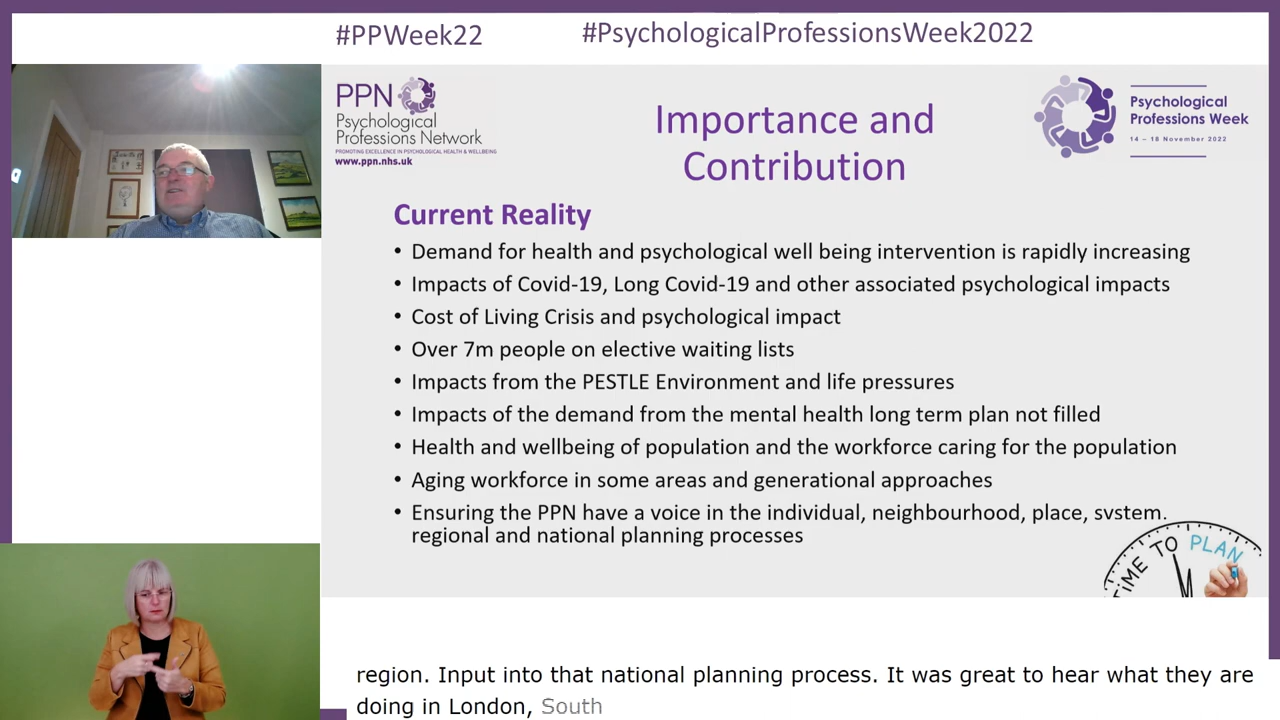 #PPWeek22
#PsychologicalProfessionsWeek2022
PPN
Psychological
Professions Network
PROMOTING EXCELLENCE IN PSYCHOLOGICAL HEALTH & WELLBEING
www.ppn.nhs.uk
Importance and
Contribution
Psychological
Professions Week
14 – 18 November 2022
Current Reality
• Demand for health and psychological well being intervention is rapidly increasing
• Impacts of Covid-19, Long Covid-19 and other associated psychological impacts
• Cost of Living Crisis and psychological impact
• Over 7m people on elective waiting lists
• Impacts from the PESTLE Environment and life pressures
• Impacts of the demand from the mental health long term plan not filled
• Health and wellbeing of population and the workforce caring for the population
• Aging workforce in some areas and generational approaches
• Ensuring the PPN have a voice in the individual, neighbourhood, place, system,
regional and national planning processes
TIME TO PLAN
region. Input into that national planning process. It was great to hear what they are
doing in London, South